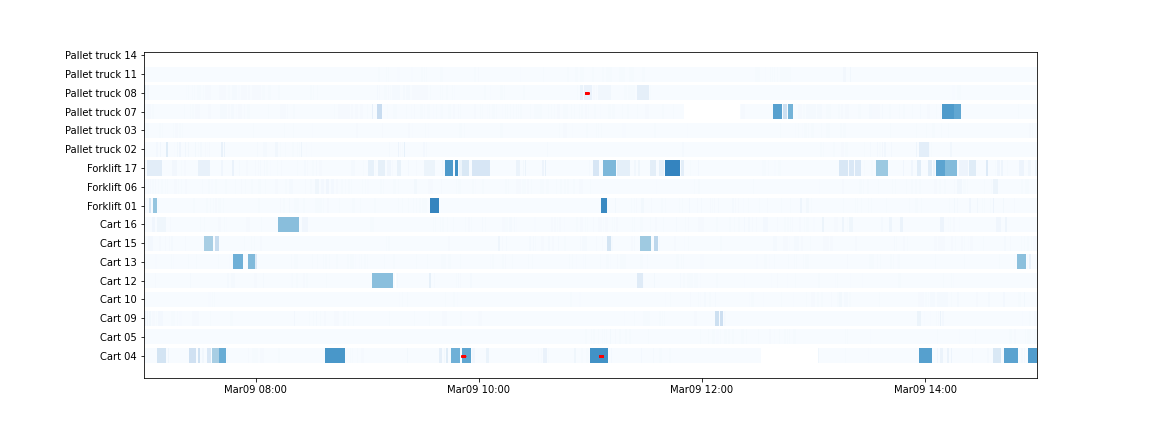 Pallet truck 14
Pallet truck 11
Pallet truck 08
Pallet truck 07
Pallet truck 03
Pallet truck 02
Forklift 17
Forklift 06
Forklift 01
Cart 16
Cart 15
Cart 13
Cart 12
Cart 10
Cart 09
Cart 05
Cart 04
Mar09 08:00 Mar09 10:00 Mar09 12:00 Mar09 14:00